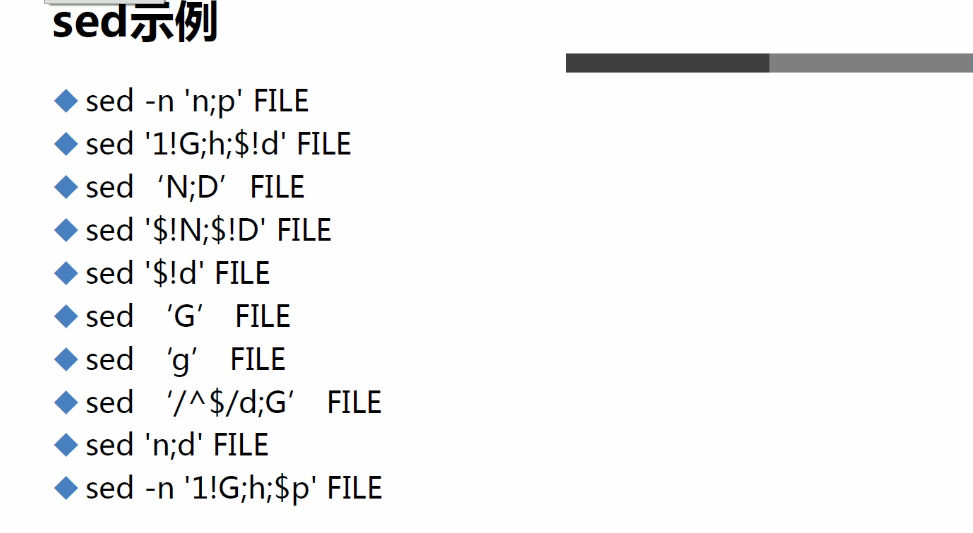 sed示例
sed -n 'n;p' FILE
sed '1!G;h;$!d' FILE
sed ‘N;D’ FILE
sed '$!N;$!D' FILE
sed '$!d' FILE
sed ‘G’ FILE
sed ‘g’ FILE
sed ‘/^$/d;G’ FILE
sed 'n;d' FILE
sed -n '1!G;h;$p' FILE